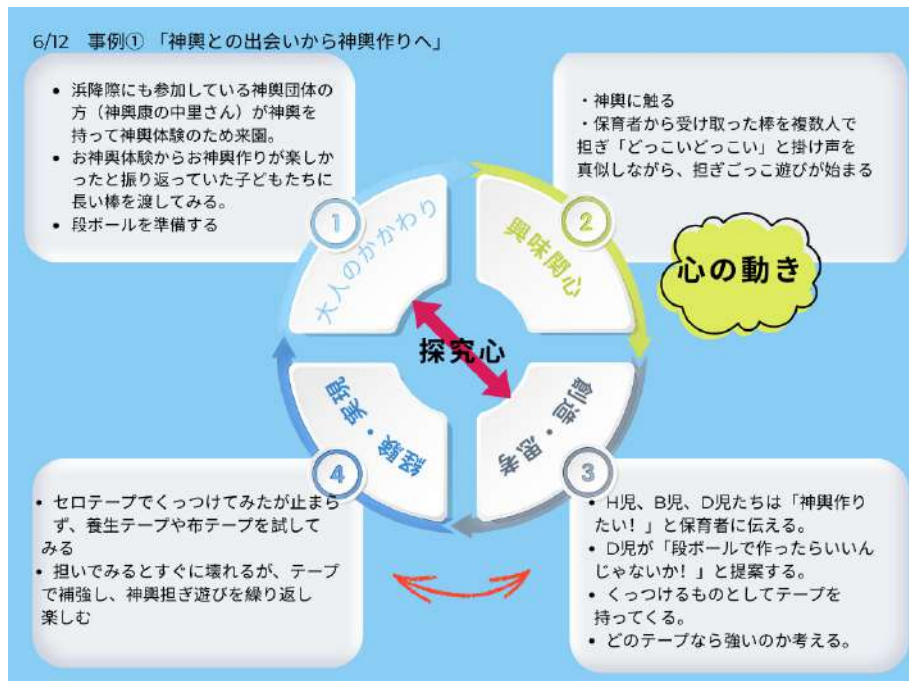 6/12 事例① 「神輿との出会いから神輿作りへ」
• 浜降際にも参加している神輿団体の
方（神輿康の中里さん）が神輿を
持って神輿体験のため来園。
• お神輿体験からお神輿作りが楽しか
ったと振り返っていた子どもたちに
長い棒を渡してみる。
• 段ボールを準備する
・神輿に触る
・保育者から受け取った棒を複数人で
担ぎ「どっこいどっこい」と掛け声を
真似しながら、担ぎごっこ遊びが始まる
1
大人のかかわり
2
興味関心
心の動き
探究心
4
経験・実現
3
創造・思考
• セロテープでくっつけてみたが止まら
ず、養生テープや布テープを試して
みる
• 担いでみるとすぐに壊れるが、テープ
で補強し、神輿担ぎ遊びを繰り返し
楽しむ
• H児、B児、D児たちは「神輿作り
たい！」と保育者に伝える。
• D児が「段ボールで作ったらいいん
じゃないか！」と提案する。
• くっつけるものとしてテープを
持ってくる。
• どのテープなら強いのか考える。